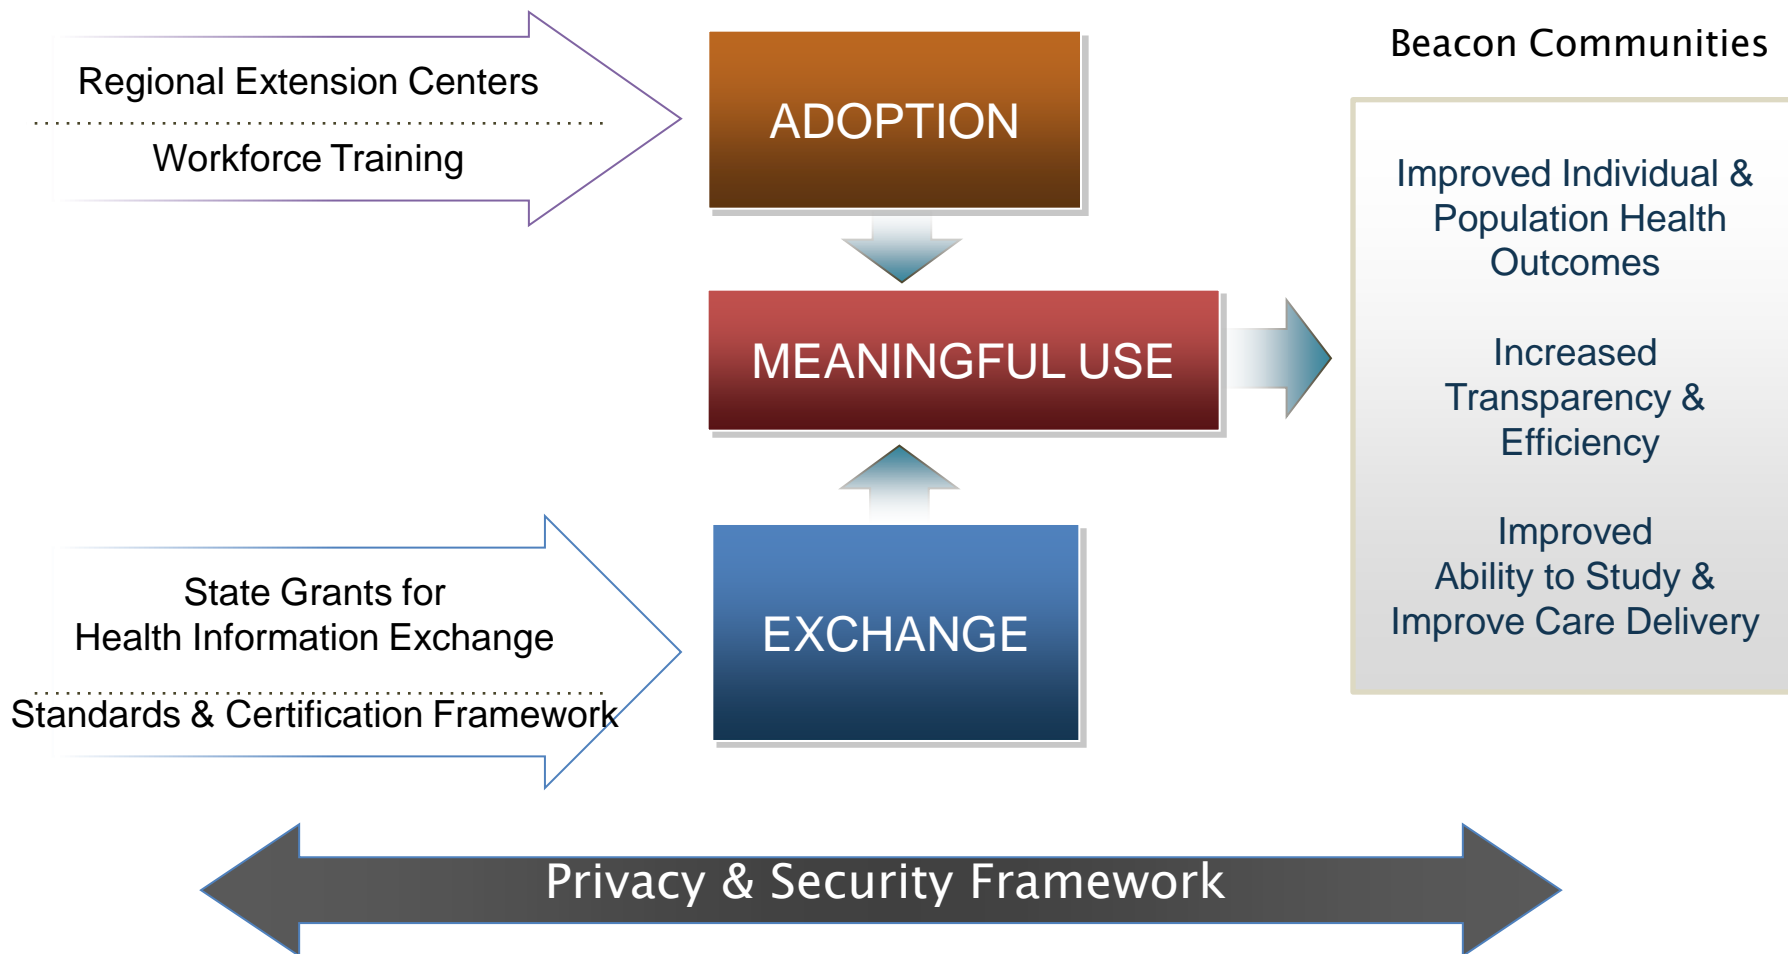 Regional Extension Centers
Workforce Training
ADOPTION
MEANINGFUL USE
State Grants for
Health Information Exchange
Standards & Certification Framework
EXCHANGE
Beacon Communities
Improved Individual &
Population Health
Outcomes
Increased
Transparency &
Efficiency
Improved
Ability to Study &
Improve Care Delivery
Privacy & Security Framework